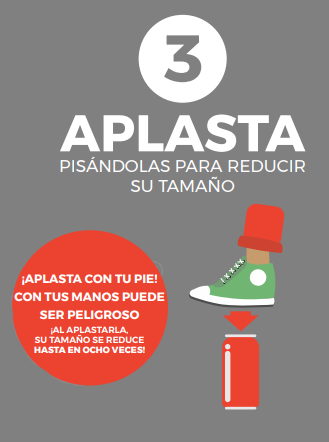 3
APLASTA
PISÁNDOLAS PARA REDUCIR
SU TAMAÑO
¡APLASTA CON TU PIE!
CON TUS MANOS PUEDE
SER PELIGROSO
¡AL APLASTARLA,
SU TAMAÑO SE REDUCE
HASTA EN OCHO VECES!